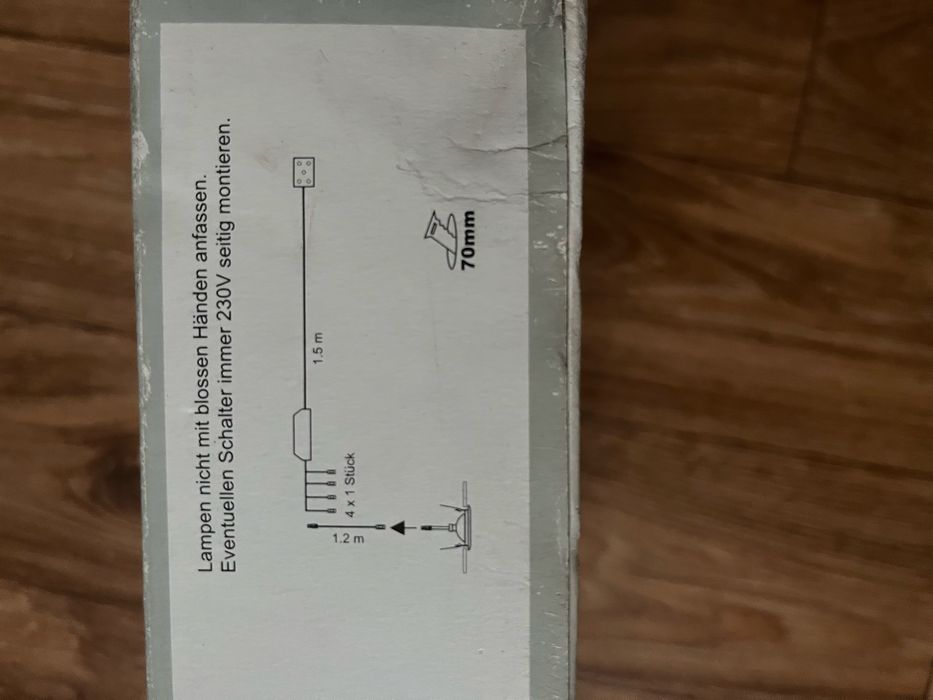 Lampen nicht mit blossen Händen anfassen.
Eventuellen Schalter immer 230V seitig montieren.
1.5 m
4 x 1 Stück
1.2 m
70mm